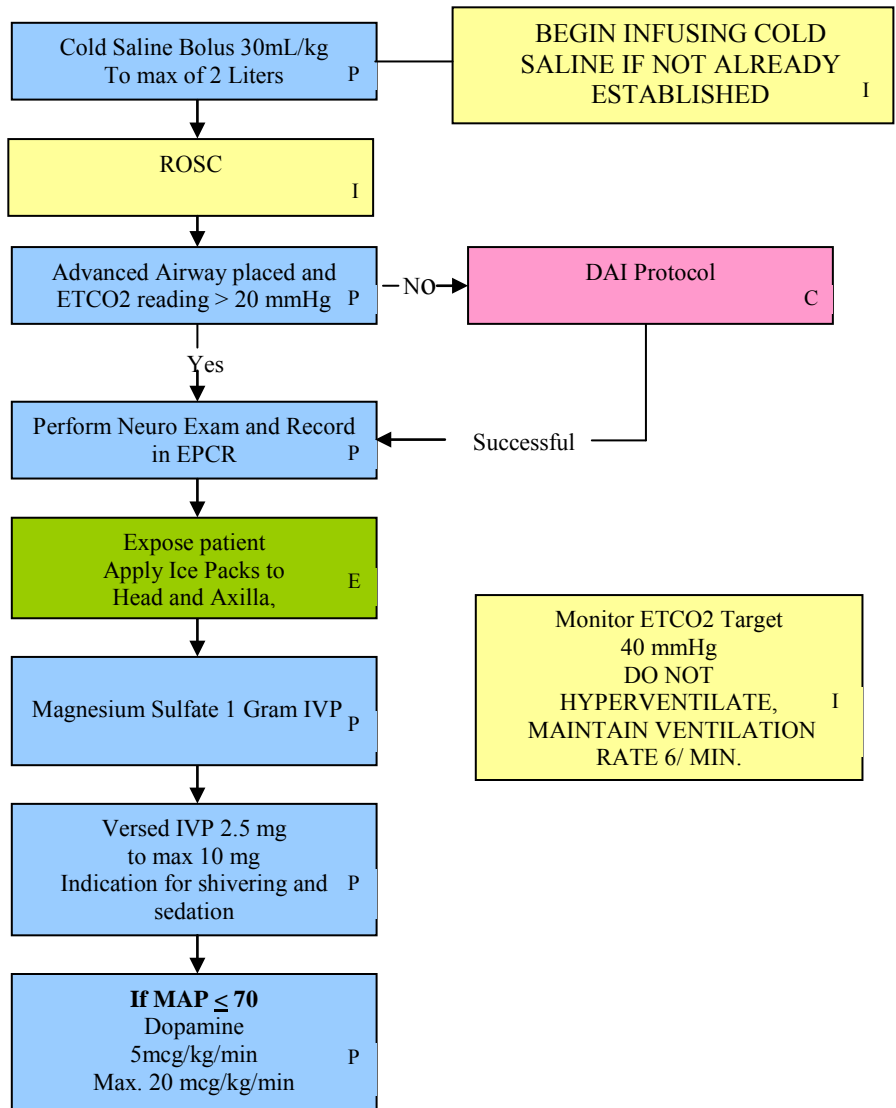 Cold Saline Bolus 30mL/kg
To max of 2 Liters
P
BEGIN INFUSING COLD
SALINE IF NOT ALREADY
ESTABLISHED
I
ROSC
I
Advanced Airway placed and
ETCO2 reading > 20 mmHg
P
No
DAI Protocol
C
Yes
Perform Neuro Exam and Record
in EPCR
P
Successful
Expose patient
Apply Ice Packs to
Head and Axilla,
E
Monitor ETCO2 Target
40 mmHg
DO NOT
HYPERVENTILATE,
MAINTAIN VENTILATION
RATE 6/ MIN.
I
Magnesium Sulfate 1 Gram IVP
P
Versed IVP 2.5 mg
to max 10 mg
Indication for shivering and
sedation
P
If MAP ≤ 70
Dopamine
5mcg/kg/min
Max. 20 mcg/kg/min
P